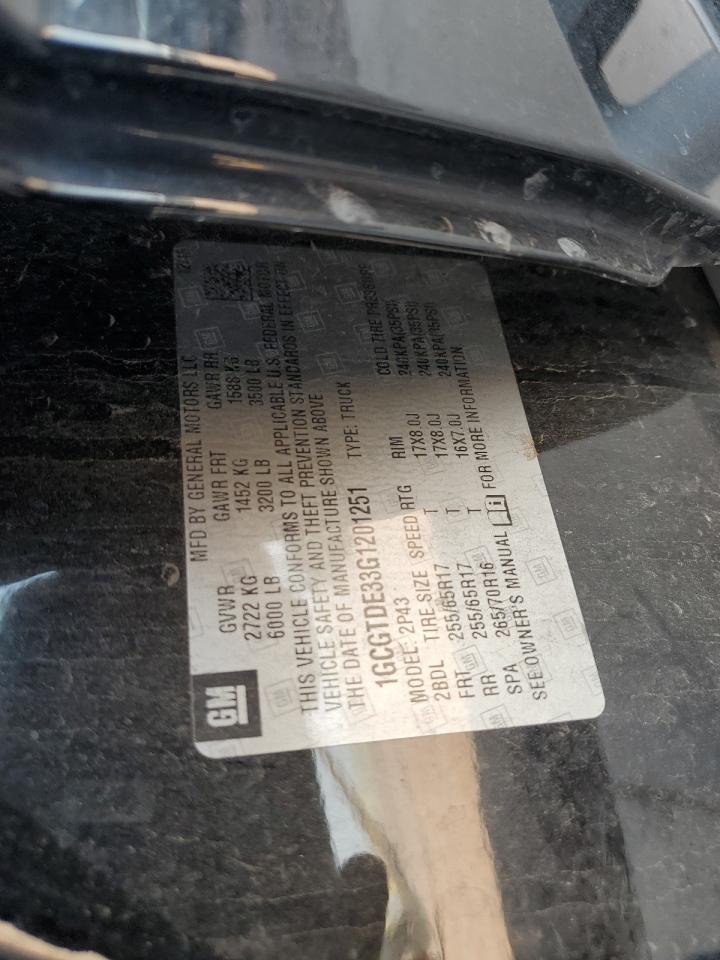 GM
MFD BY GENERAL MOTORS LLC
GVWR GAWR FRT GAWR RR
2722 KG 1452 KG 1588 KG
6000 LB 3200 LB 3500 LB
THIS VEHICLE CONFORMS TO ALL APPLICABLE U.S. FEDERAL MOTOR
VEHICLE SAFETY AND THEFT PREVENTION STANDARDS IN EFFECT ON
THE DATE OF MANUFACTURE SHOWN ABOVE
1GCGTDE33G1201251 TYPE: TRUCK
MODEL: 2P43
2BDL TIRE-SIZE SPEED RTG RIM COLD TIRE PRESSURE
FRT 255/65R17 T 17X8.0J 240KPA(35PSI)
RR 255/65R17 T 17X8.0J 240KPA(35PSI)
SPA 265/70R16 T 16X7.0J 240KPA(35PSI)
SEE OWNER'S MANUAL FOR MORE INFORMATION